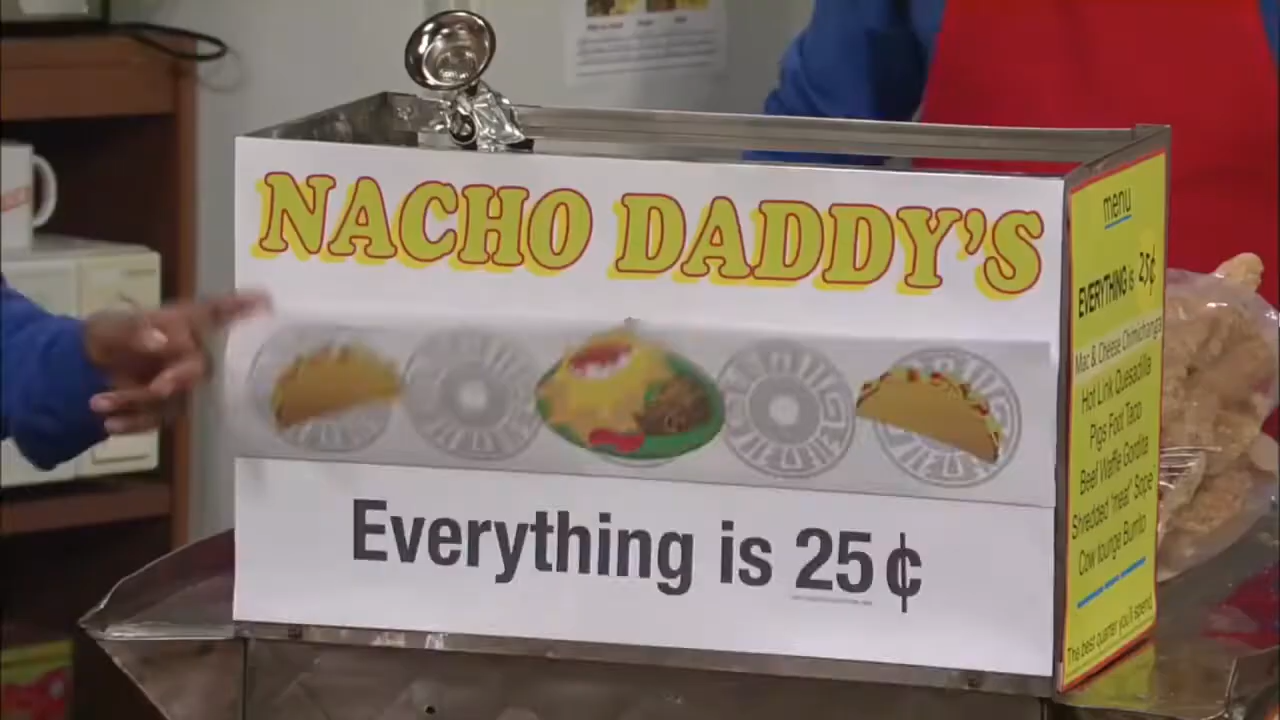 NACHO DADDY'S
Everything is 25¢
menu
EVERYTHING is 25¢
Mac & Cheese Chimichanga
Hot Link Quesadilla
Pigs Foot Taco
Beef Waffle Gordita
Shredded "meat" Sope
Cow tounge Burrito
The best quarter you'll spend